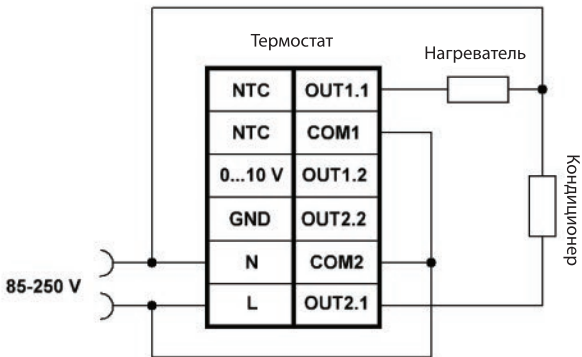 Термостат
Нагреватель
NTC OUT1.1
NTC COM1
0...10 V OUT1.2
GND OUT2.2
N COM2
L OUT2.1
85-250 V
Кондиционер